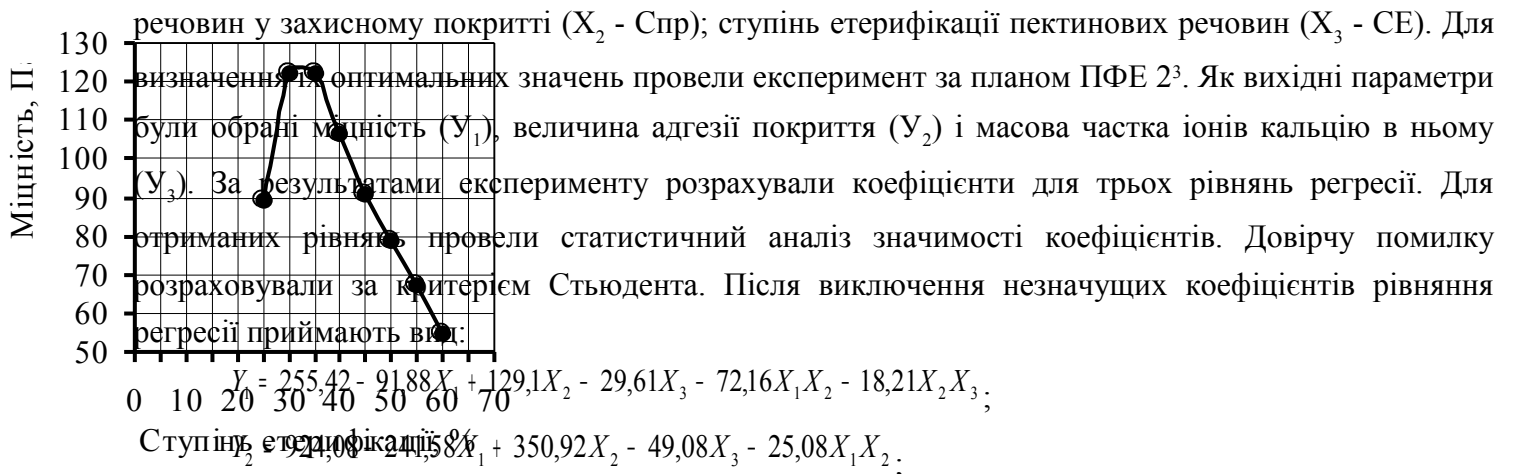 речовин у захисному покритті (X₂ - Спр); ступінь етерифікації пектинових речовин (X₃ - СЕ). Для
визначення їх оптимальних значень провели експеримент за планом ПФЕ 2³. Як вихідні параметри
були обрані міцність (У₁), величина адгезії покриття (У₂) і масова частка іонів кальцію в ньому
(У₃). За результатами експерименту розрахували коефіцієнти для трьох рівнянь регресії. Для
отриманих рівнянь провели статистичний аналіз значимості коефіцієнтів. Довірчу помилку
розраховували за критерієм Стьюдента. Після виключення незначущих коефіцієнтів рівняння
регресії приймають вид:
Y₁ = 255,42 - 91,88X₁ + 129,1X₂ - 29,61X₃ - 72,16X₁X₂ - 18,21X₂X₃ ;
Y₂ = 924,08 - 241,58X₁ + 350,92X₂ - 49,08X₃ - 25,08X₁X₂ ;
Міцність, П
130
120
110
100
90
80
70
60
50
0 10 20 30 40 50 60 70
Ступінь етерифікації, %